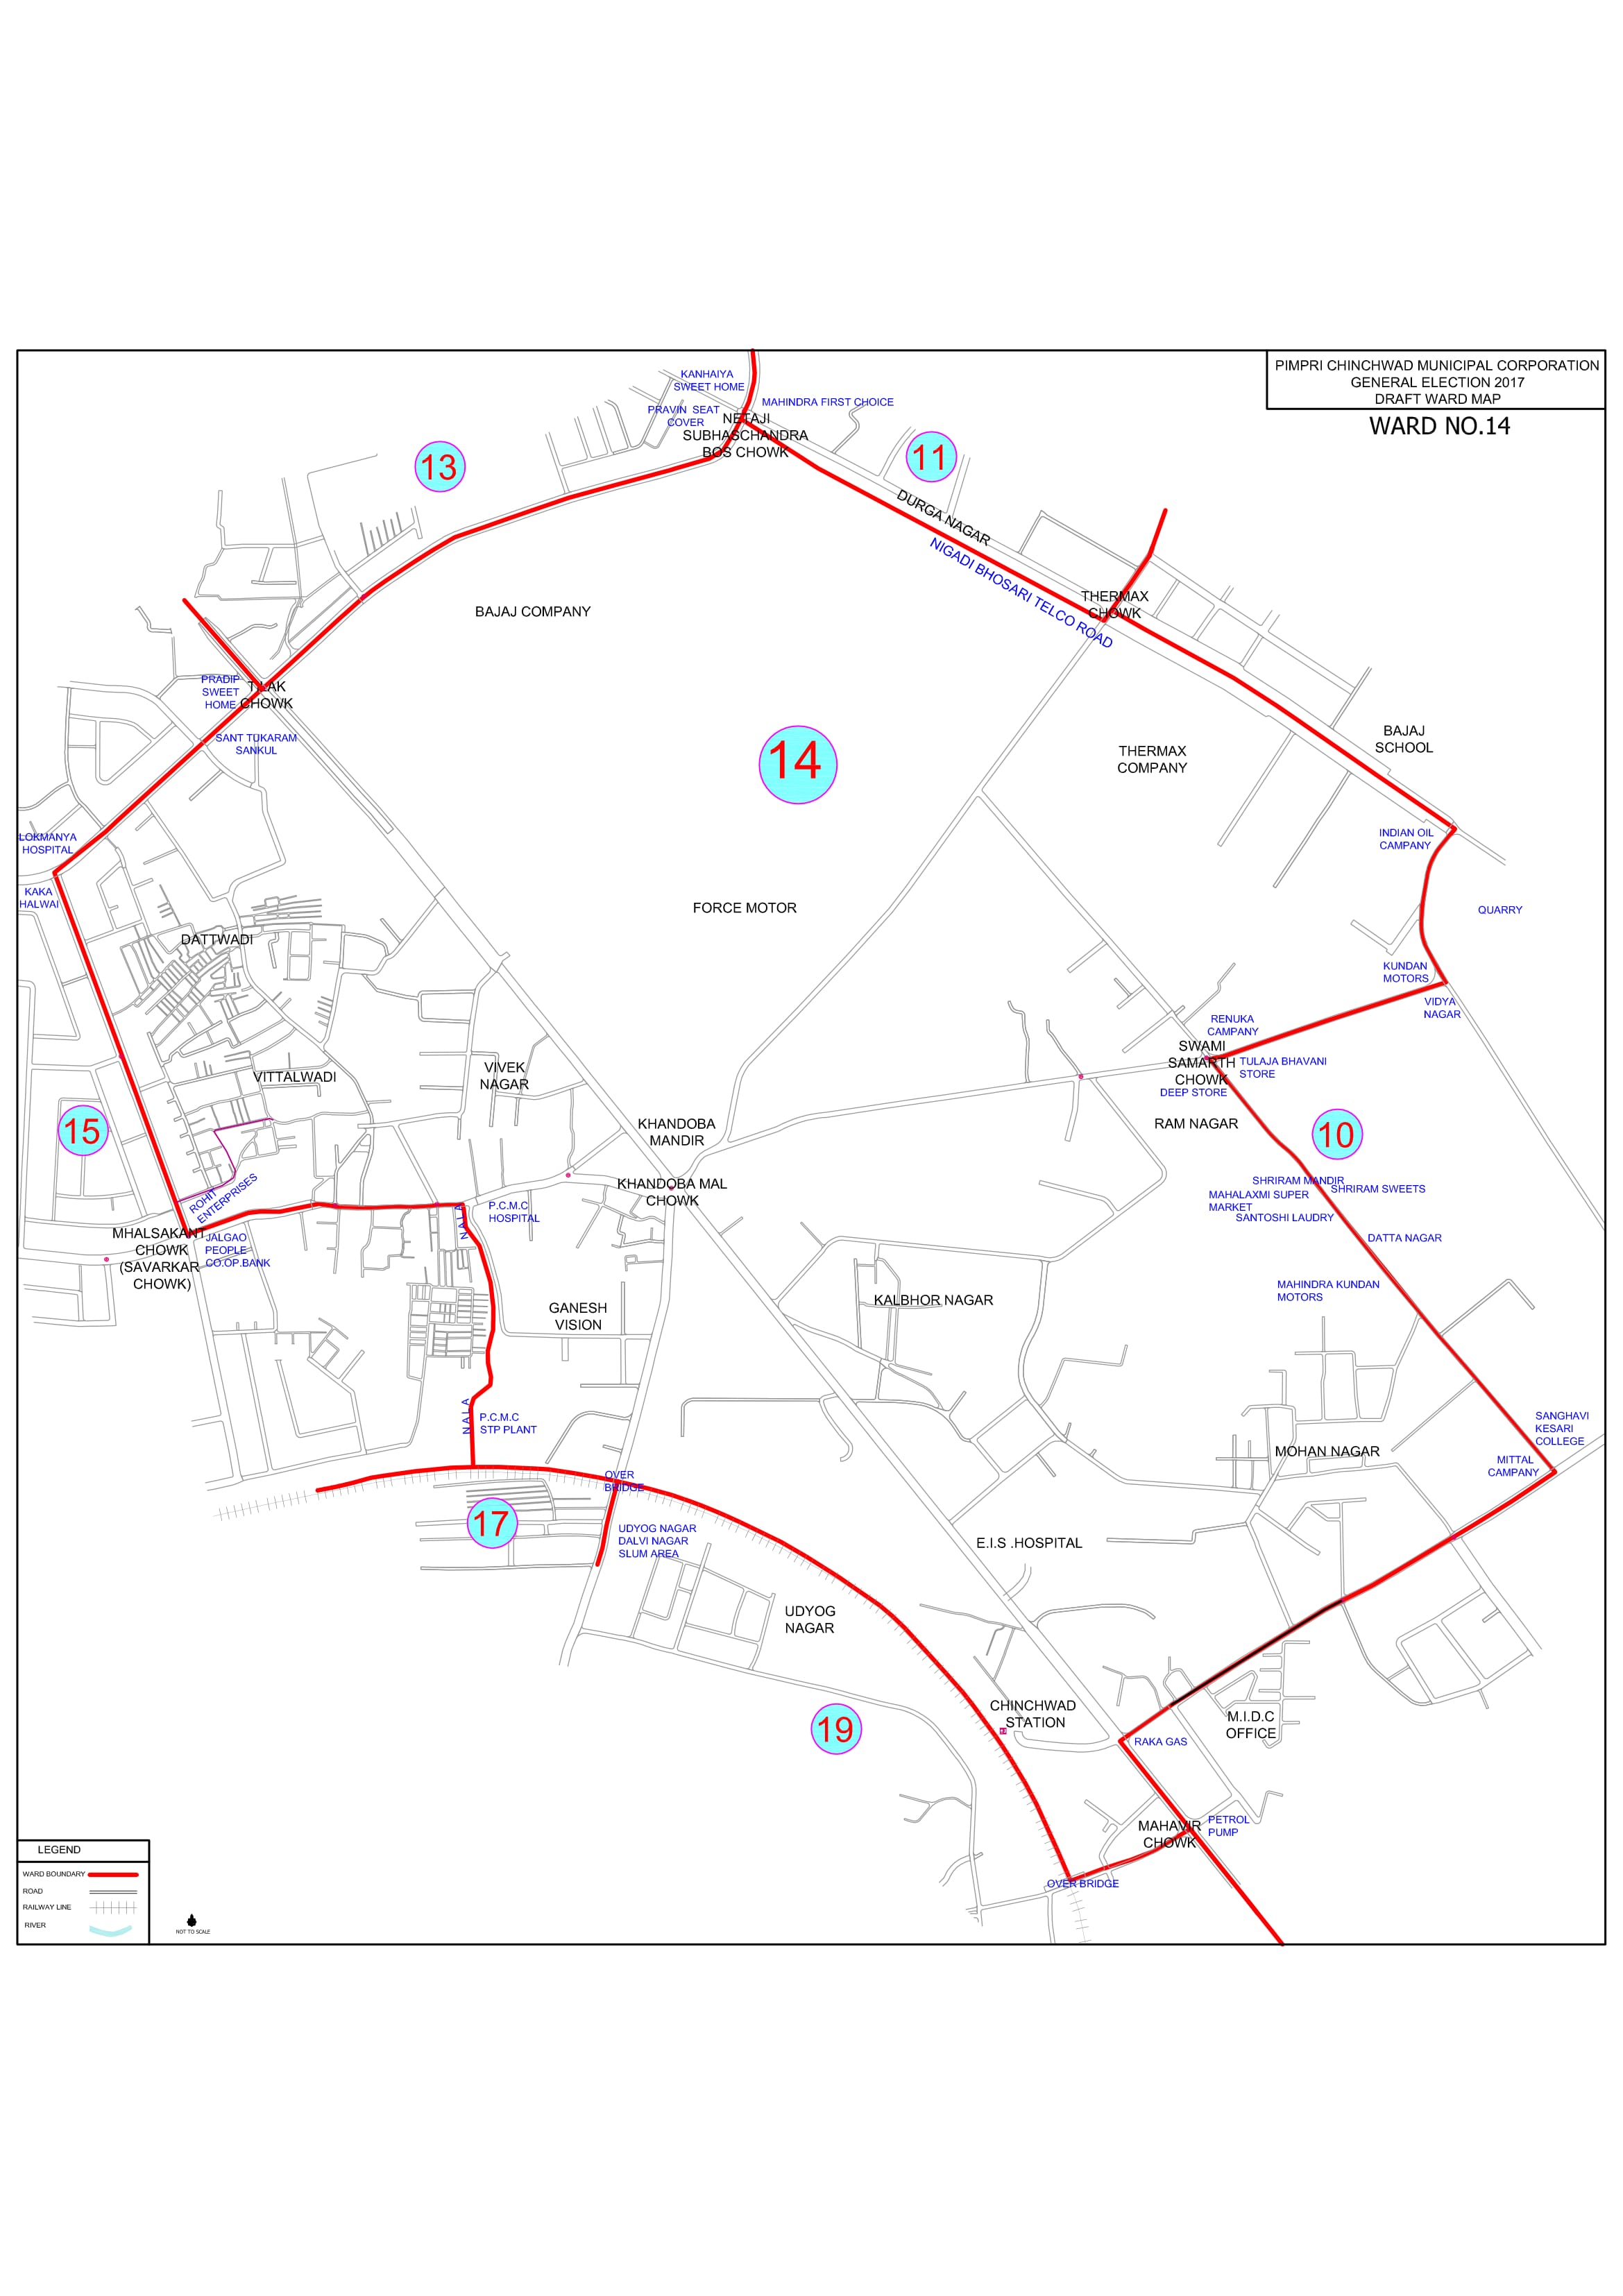 PIMPRI CHINCHWAD MUNICIPAL CORPORATION
GENERAL ELECTION 2017
DRAFT WARD MAP
WARD NO.14
KANHAIYA
SWEET HOME
MAHINDRA FIRST CHOICE
PRAVIN SEAT
COVER
NETAJI
SUBHASCHANDRA
BOS CHOWK
13
11
DURGA NAGAR
NIGADI BHOSARI TELCO ROAD
THERMAX
CHOWK
BAJAJ COMPANY
PRADIP
SWEET
HOME
TILAK
CHOWK
SANT TUKARAM
SANKUL
14
BAJAJ
SCHOOL
THERMAX
COMPANY
LOKMANYA
HOSPITAL
INDIAN OIL
CAMPANY
KAKA
HALWAI
FORCE MOTOR
QUARRY
DATTWADI
KUNDAN
MOTORS
VIDYA
NAGAR
RENUKA
CAMPANY
SWAMI
SAMARTH
CHOWK
TULAJA BHAVANI
STORE
DEEP STORE
VIVEK
NAGAR
VITTALWADI
15
KHANDOBA
MANDIR
RAM NAGAR
10
KHANDOBA MAL
CHOWK
SHRIRAM MANDIR
SHRIRAM SWEETS
MAHALAXMI SUPER
MARKET
SANTOSHI LAUDRY
ROHIT
ENTERPRISES
P.C.M.C
HOSPITAL
NALA
MHALSAKANT
CHOWK
(SAVARKAR
CHOWK)
JALGAO
PEOPLE
CO.OP.BANK
DATTA NAGAR
MAHINDRA KUNDAN
MOTORS
KALBHOR NAGAR
GANESH
VISION
NALA
P.C.M.C
STP PLANT
SANGHAVI
KESARI
COLLEGE
MOHAN NAGAR
MITTAL
CAMPANY
OVER
BRIDGE
17
UDYOG NAGAR
DALVI NAGAR
SLUM AREA
E.I.S .HOSPITAL
UDYOG
NAGAR
CHINCHWAD
STATION
19
M.I.D.C
OFFICE
RAKA GAS
MAHAVIR
CHOWK
PETROL
PUMP
OVER BRIDGE
LEGEND
WARD BOUNDARY
ROAD
RAILWAY LINE
RIVER
NOT TO SCALE